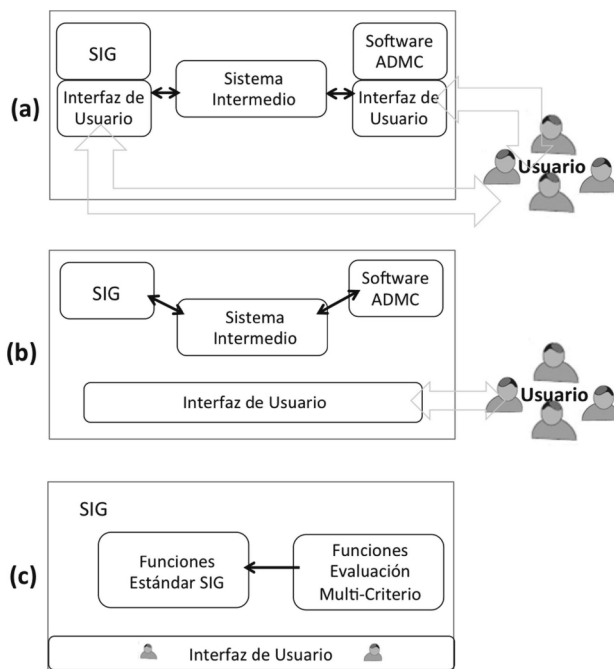 (a)
SIG
Interfaz de
Usuario
Sistema
Intermedio
Software
ADMC
Interfaz de
Usuario
Usuario
(b)
SIG
Sistema
Intermedio
Software
ADMC
Interfaz de Usuario
Usuario
(c)
SIG
Funciones
Estándar SIG
Funciones
Evaluación
Multi-Criterio
Interfaz de Usuario